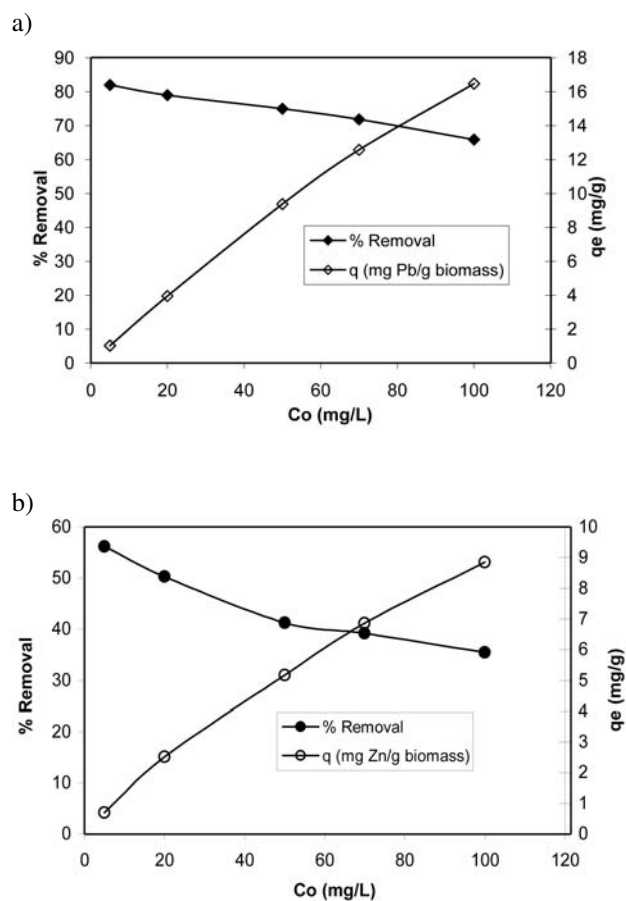 a)
90
80
70
60
50
40
30
20
10
0
% Removal
18
16
14
12
10
8
6
4
2
0
qe (mg/g)
% Removal
q (mg Pb/g biomass)
0 20 40 60 80 100 120
Co (mg/L)
b)
60
50
40
30
20
10
0
% Removal
10
9
8
7
6
5
4
3
2
1
0
qe (mg/g)
% Removal
q (mg Zn/g biomass)
0 20 40 60 80 100 120
Co (mg/L)